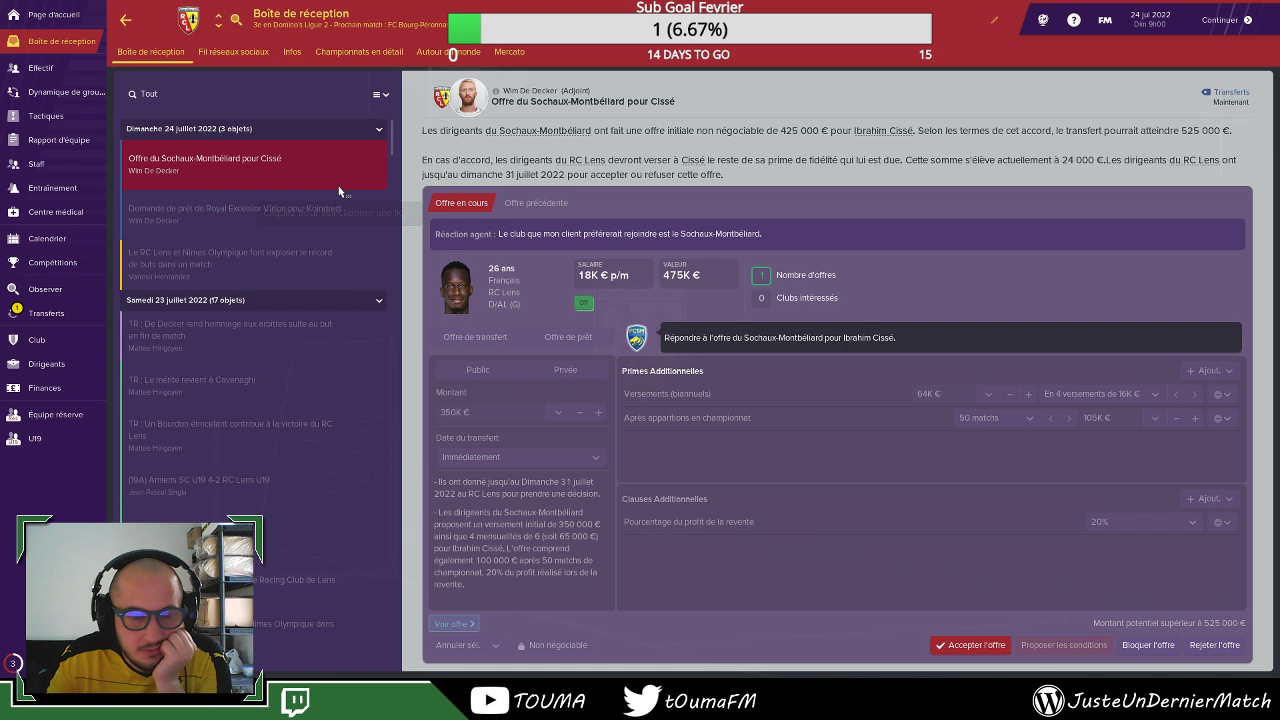 Sub Goal Fevrier
1 (6.67%)
0
14 DAYS TO GO
15
Page d'Accueil
Boîte de réception
Effectif
Dynamique de grou...
Tactiques
Rapport d'équipe
Staff
Entraînement
Centre médical
Calendrier
Compétitions
Observer
1
Transferts
Club
Dirigeants
Finances
Équipe réserve
U19
3
Boîte de réception
3e en Domino's Ligue 2 - Prochain match : FC Bourg-Péronna
FM
24 jul 2022
Dim 9h00
Continuer
Boîte de réception
Fil réseaux sociaux
Infos
Championnats en détail
Autour du monde
Mercato
Tout
Dimanche 24 juillet 2022 (3 objets)
Offre du Sochaux-Montbéliard pour Cissé
Wim De Decker
Demande de prêt de Royal Excelsior Virton pour Koindredi
Wim De Decker
Le RC Lens et Nîmes Olympique font exploser le record
de buts dans un match
Vanesa Hernández
Samedi 23 juillet 2022 (17 objets)
TR : De Decker rend hommage aux arbitres suite au but
en fin de match
Matteo Hirigoyen
TR : Le mérite revient à Cavenaghi
Matteo Hirigoyen
TR : Un Bourdon étincelant contribue à la victoire du RC
Lens
Matteo Hirigoyen
(19A) Amiens SC U19 4-2 RC Lens U19
Jean-Pascal Singla
e Racing Club de Lens
îmes Olympique dans
Wim De Decker (Adjoint)
Offre du Sochaux-Montbéliard pour Cissé
Transferts
Maintenant
Les dirigeants du Sochaux-Montbéliard ont fait une offre initiale non négociable de 425 000 € pour Ibrahim Cissé. Selon les termes de cet accord, le transfert pourrait atteindre 525 000 €.
En cas d'accord, les dirigeants du RC Lens devront verser à Cissé le reste de sa prime de fidélité qui lui est due. Cette somme s'élève actuellement à 24 000 €.Les dirigeants du RC Lens ont
jusqu'au dimanche 31 juillet 2022 pour accepter ou refuser cette offre.
Offre en cours
Offre précédente
Réaction agent : Le club que mon client préférerait rejoindre est le Sochaux-Montbéliard.
26 ans
Français
RC Lens
D/AL (G)
SALAIRE
18K € p/m
VALEUR
475K €
Off
1 Nombre d'offres
0 Clubs intéressés
Offre de transfert
Offre de prêt
Répondre à l'offre du Sochaux-Montbéliard pour Ibrahim Cissé.
Public
Privée
Montant
350K €
Date du transfert
Immédiatement
- Ils ont donné jusqu'au Dimanche 31 juillet
2022 au RC Lens pour prendre une décision.
- Les dirigeants du Sochaux-Montbéliard
proposent un versement initial de 350 000 €
ainsi que 4 mensualités de 6 (soit 65 000 €)
pour Ibrahim Cissé. L'offre comprend
également 100 000 € après 50 matchs de
championnat, 20% du profit réalisé lors de la
revente.
Primes Additionnelles
Ajout.
Versements (biannuels)
64K €
En 4 versements de 16K €
Après apparitions en championnat
50 matchs
105K €
Clauses Additionnelles
Ajout.
Pourcentage du profit de la revente
20%
Voir offre
Montant potentiel supérieur à 525 000 €
Annuler sél.
Non négociable
Accepter l'offre
Proposer les conditions
Bloquer l'offre
Rejeter l'offre
TOUMA
tOumaFM
JusteUnDernierMatch